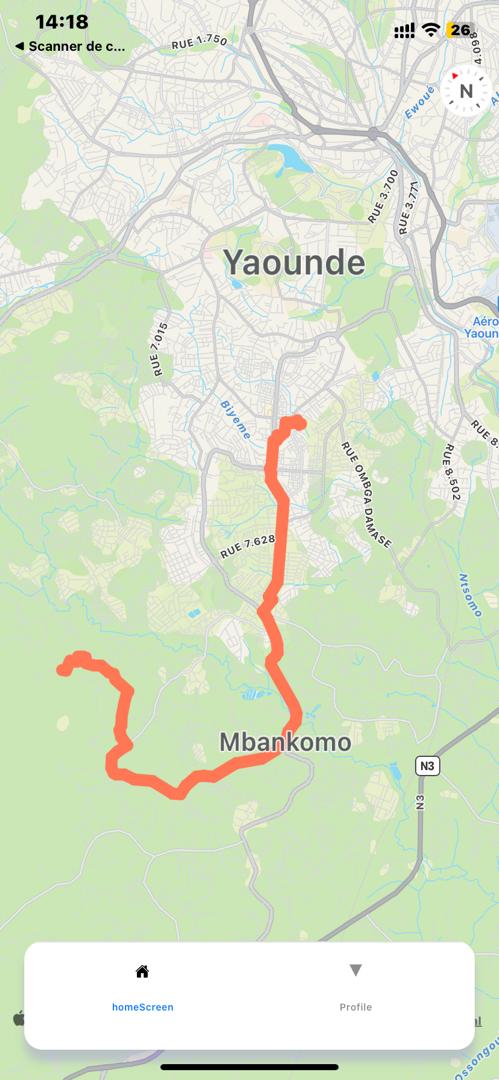 14:18
26
◀ Scanner de c...
RUE 1.750
N
Ewoué
RUE 3.700
RUE 3.771
Yaounde
Aéro
Yaoun
RUE 7.015
Biyeme
RUE OMBGA DAMASE
RUE 8.502
RUE 8.
RUE 7.628
Ntsomo
Mbankomo
N3
N3
homeScreen
Profile
Ossongou